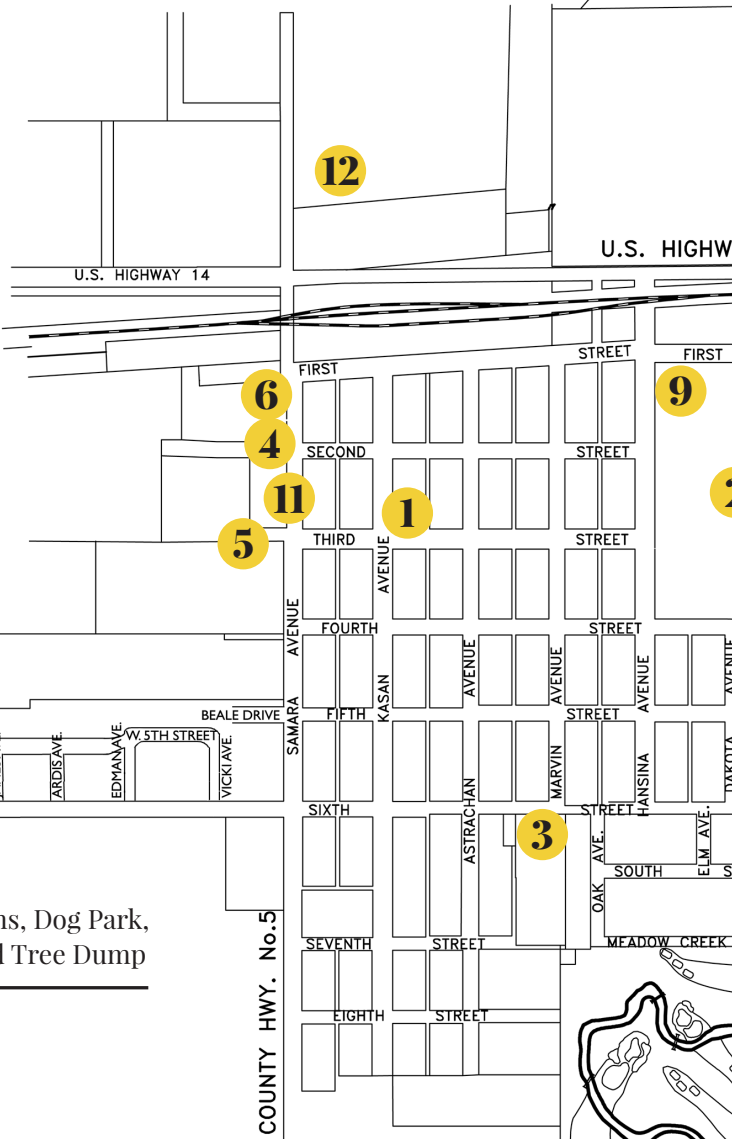 12
U.S. HIGHW
U.S. HIGHWAY 14
STREET
FIRST
FIRST
6
9
4
SECOND
STREET
11
1
2
5
THIRD
STREET
AVENUE
AVENUE
FOURTH
STREET
AVENUE
AVENUE
AVENUE
KASAN
SAMARA
BEALE DRIVE
FIFTH
STREET
W. 5TH STREET
ARDIS AVE.
EDMAN AVE.
VICKI AVE.
MARVIN
HANSINA
DAKOTA
ASTRACHAN
SIXTH
STREET
3
OAK AVE.
ELM AVE.
SOUTH
S
ns, Dog Park,
d Tree Dump
COUNTY HWY. No.5
SEVENTH
STREET
MEADOW CREEK
EIGHTH
STREET